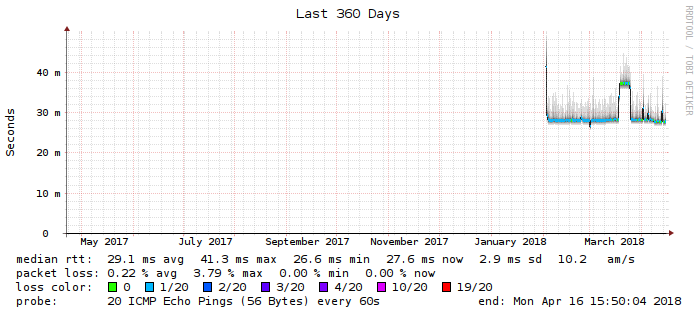 Last 360 Days
RRDTOOL / TOBI OETIKER
Seconds
40 m
30 m
20 m
10 m
0
May 2017 July 2017 September 2017 November 2017 January 2018 March 2018
median rtt: 29.1 ms avg 41.3 ms max 26.6 ms min 27.6 ms now 2.9 ms sd 10.2 am/s
packet loss: 0.22 % avg 3.79 % max 0.00 % min 0.00 % now
loss color: 0 1/20 2/20 3/20 4/20 10/20 19/20
probe: 20 ICMP Echo Pings (56 Bytes) every 60s end: Mon Apr 16 15:50:04 2018